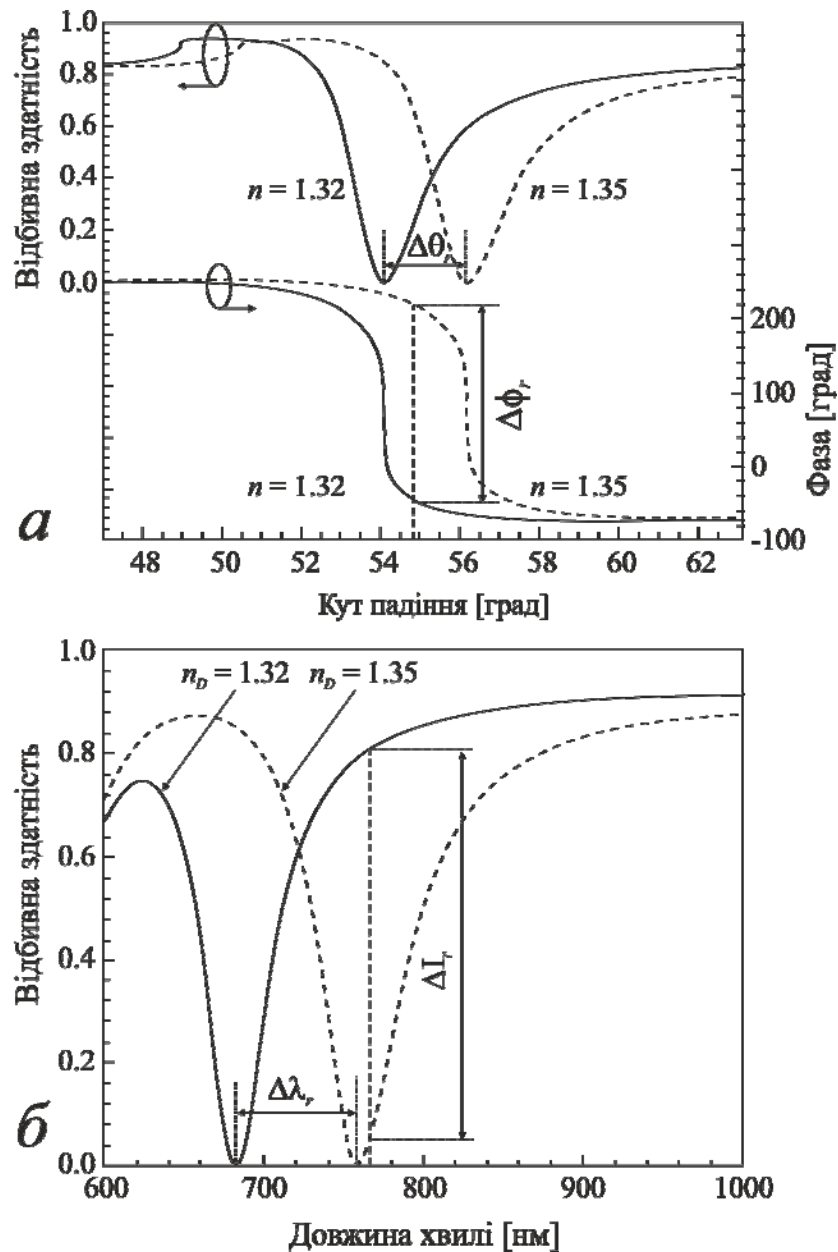 Відбивна здатність
1.0
0.8
0.6
0.4
0.2
0.0
n = 1.32
n = 1.35
Δθr
200
100
0
-100
Фаза [град]
Δϕr
n = 1.32
n = 1.35
а
48 50 52 54 56 58 60 62
Кут падіння [град]
Відбивна здатність
1.0
0.8
0.6
0.4
0.2
0.0
nD = 1.32 nD = 1.35
ΔIr
Δλr
б
600 700 800 900 1000
Довжина хвилі [нм]